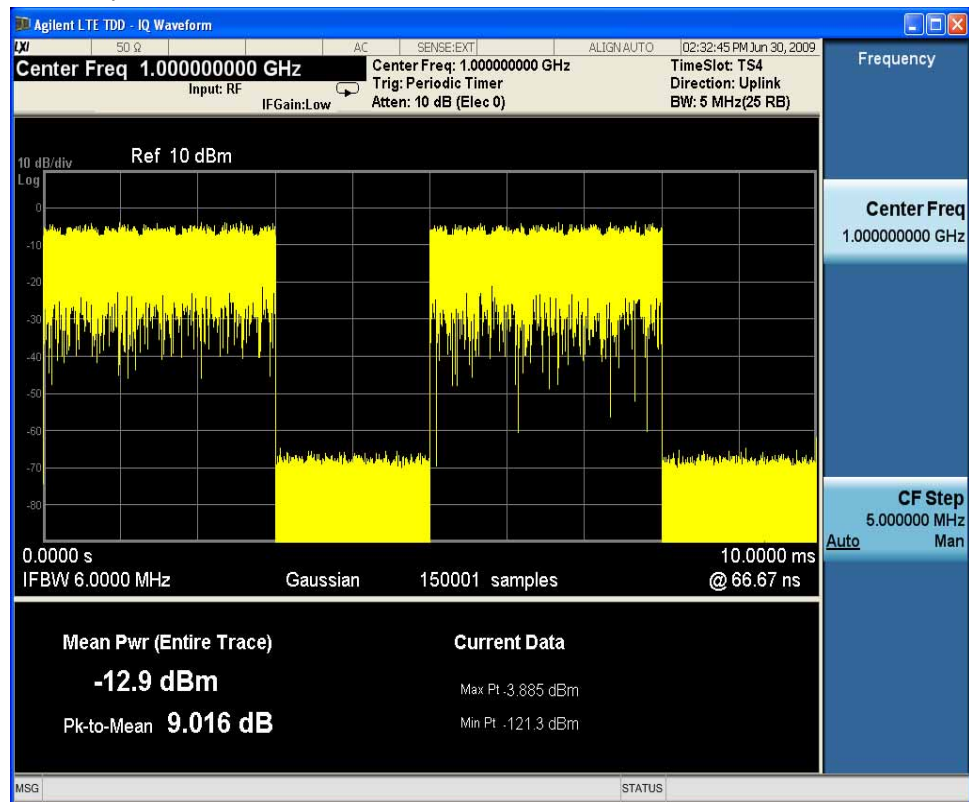 Agilent LTE TDD - IQ Waveform
LXI 50 Ω AC SENSE:EXT ALIGN AUTO 02:32:45 PM Jun 30, 2009
Center Freq 1.000000000 GHz
Input: RF
IFGain:Low
Center Freq: 1.000000000 GHz
Trig: Periodic Timer
Atten: 10 dB (Elec 0)
TimeSlot: TS4
Direction: Uplink
BW: 5 MHz(25 RB)
Frequency
10 dB/div Ref 10 dBm
Log
0
-10
-20
-30
-40
-50
-60
-70
-80
Center Freq
1.000000000 GHz
CF Step
5.000000 MHz
Auto Man
0.0000 s 10.0000 ms
IFBW 6.0000 MHz Gaussian 150001 samples @ 66.67 ns
Mean Pwr (Entire Trace)
-12.9 dBm
Pk-to-Mean 9.016 dB
Current Data
Max Pt -3.885 dBm
Min Pt -121.3 dBm
MSG STATUS